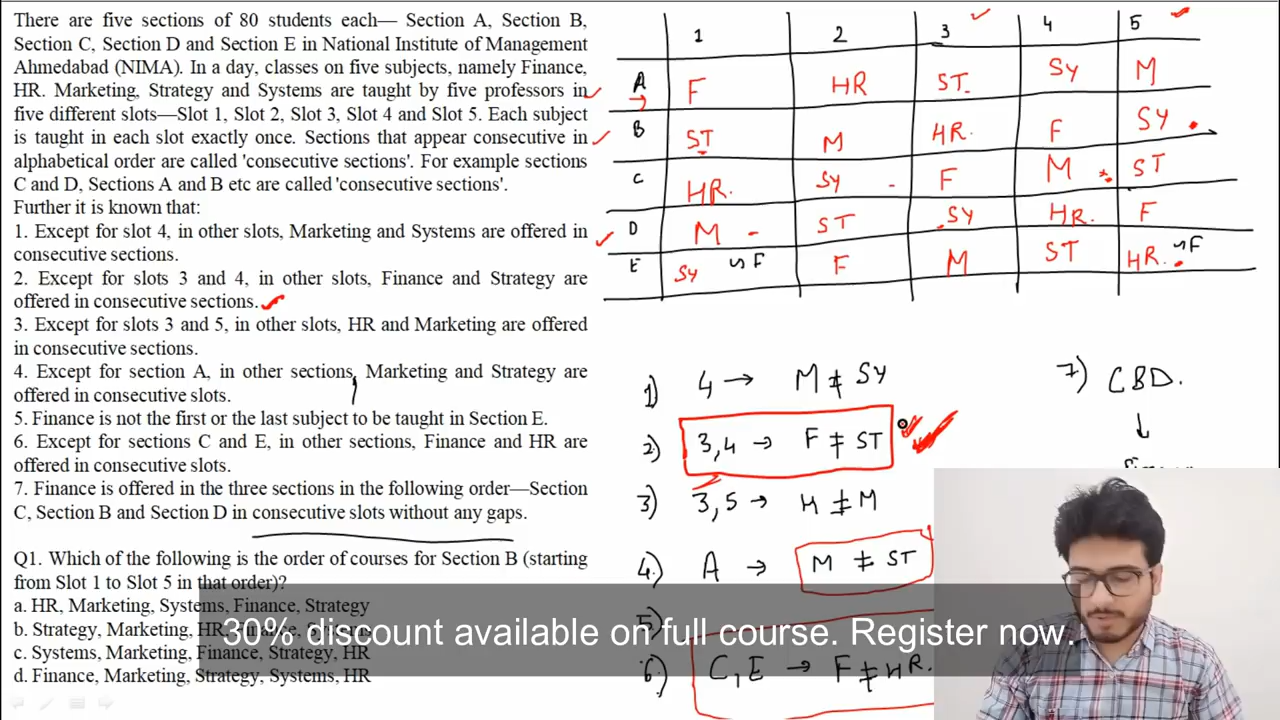 There are five sections of 80 students each— Section A, Section B,
Section C, Section D and Section E in National Institute of Management
Ahmedabad (NIMA). In a day, classes on five subjects, namely Finance,
HR. Marketing, Strategy and Systems are taught by five professors in
five different slots—Slot 1, Slot 2, Slot 3, Slot 4 and Slot 5. Each subject
is taught in each slot exactly once. Sections that appear consecutive in
alphabetical order are called 'consecutive sections'. For example sections
C and D, Sections A and B etc are called 'consecutive sections'.
Further it is known that:
1. Except for slot 4, in other slots, Marketing and Systems are offered in
consecutive sections.
2. Except for slots 3 and 4, in other slots, Finance and Strategy are
offered in consecutive sections.
3. Except for slots 3 and 5, in other slots, HR and Marketing are offered
in consecutive sections.
4. Except for section A, in other sections, Marketing and Strategy are
offered in consecutive slots.
5. Finance is not the first or the last subject to be taught in Section E.
6. Except for sections C and E, in other sections, Finance and HR are
offered in consecutive slots.
7. Finance is offered in the three sections in the following order—Section
C, Section B and Section D in consecutive slots without any gaps.
Q1. Which of the following is the order of courses for Section B (starting
from Slot 1 to Slot 5 in that order)?
a. HR, Marketing, Systems, Finance, Strategy
b. Strategy, Marketing, HR, Finance, Systems
c. Systems, Marketing, Finance, Strategy, HR
d. Finance, Marketing, Strategy, Systems, HR
1 2 3 4 5
A F HR ST Sy M
B ST M HR F Sy
C HR Sy F M ST
D M ST Sy HR F
E Sy ~F F M ST HR ~F
1) 4 → M ≠ Sy
2) 3,4 → F ≠ ST
3) 3,5 → H ≠ M
4) A → M ≠ ST
5)
6) C,E → F ≠ HR.
7) CBD.
↓
30% discount available on full course. Register now.